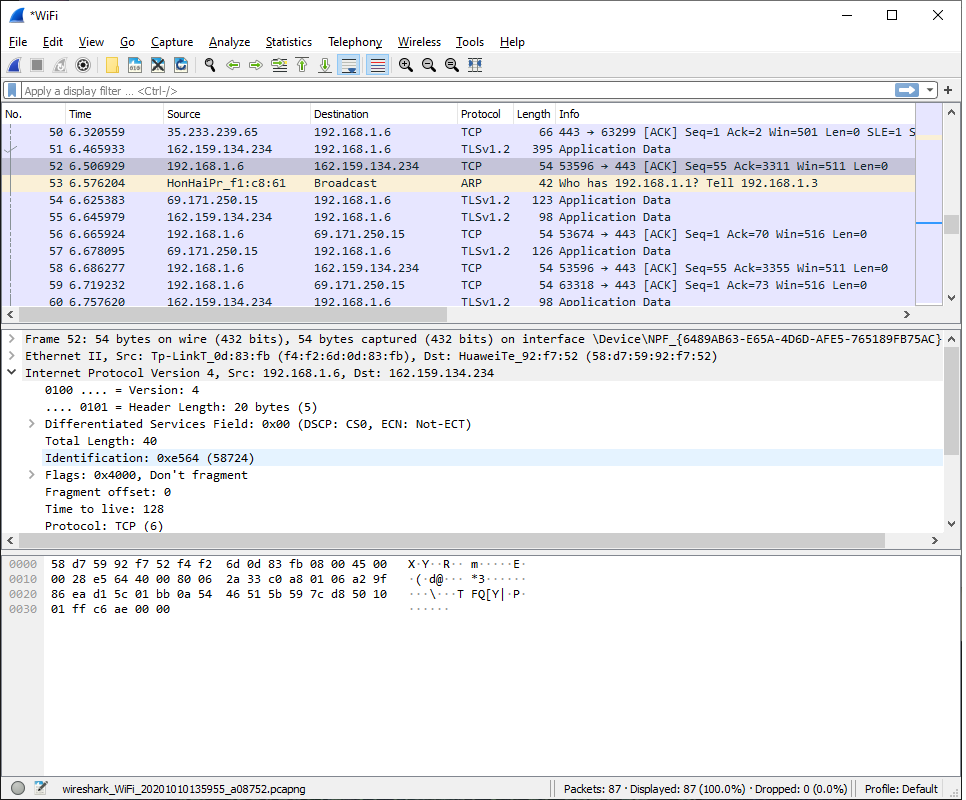 *WiFi
File Edit View Go Capture Analyze Statistics Telephony Wireless Tools Help
Apply a display filter ... <Ctrl-/>
No. Time Source Destination Protocol Length Info
50 6.320559 35.233.239.65 192.168.1.6 TCP 66 443 → 63299 [ACK] Seq=1 Ack=2 Win=501 Len=0 SLE=1 S
51 6.465933 162.159.134.234 192.168.1.6 TLSv1.2 395 Application Data
52 6.506929 192.168.1.6 162.159.134.234 TCP 54 53596 → 443 [ACK] Seq=55 Ack=3311 Win=511 Len=0
53 6.576204 HonHaiPr_f1:c8:61 Broadcast ARP 42 Who has 192.168.1.1? Tell 192.168.1.3
54 6.625383 69.171.250.15 192.168.1.6 TLSv1.2 123 Application Data
55 6.645979 162.159.134.234 192.168.1.6 TLSv1.2 98 Application Data
56 6.665924 192.168.1.6 69.171.250.15 TCP 54 53674 → 443 [ACK] Seq=1 Ack=70 Win=516 Len=0
57 6.678095 69.171.250.15 192.168.1.6 TLSv1.2 126 Application Data
58 6.686277 192.168.1.6 162.159.134.234 TCP 54 53596 → 443 [ACK] Seq=55 Ack=3355 Win=511 Len=0
59 6.719232 192.168.1.6 69.171.250.15 TCP 54 63318 → 443 [ACK] Seq=1 Ack=73 Win=516 Len=0
60 6.757620 162.159.134.234 192.168.1.6 TLSv1.2 98 Application Data
Frame 52: 54 bytes on wire (432 bits), 54 bytes captured (432 bits) on interface \Device\NPF_{6489AB63-E65A-4D6D-AFE5-765189FB75AC}
Ethernet II, Src: Tp-LinkT_0d:83:fb (f4:f2:6d:0d:83:fb), Dst: HuaweiTe_92:f7:52 (58:d7:59:92:f7:52)
Internet Protocol Version 4, Src: 192.168.1.6, Dst: 162.159.134.234
0100 .... = Version: 4
.... 0101 = Header Length: 20 bytes (5)
Differentiated Services Field: 0x00 (DSCP: CS0, ECN: Not-ECT)
Total Length: 40
Identification: 0xe564 (58724)
Flags: 0x4000, Don't fragment
Fragment offset: 0
Time to live: 128
Protocol: TCP (6)
0000 58 d7 59 92 f7 52 f4 f2 6d 0d 83 fb 08 00 45 00 X·Y··R·· m·····E·
0010 00 28 e5 64 40 00 80 06 2a 33 c0 a8 01 06 a2 9f ·(·d@··· *3······
0020 86 ea d1 5c 01 bb 0a 54 46 51 5b 59 7c d8 50 10 ···\···T FQ[Y|·P·
0030 01 ff c6 ae 00 00 ······
wireshark_WiFi_20201010135955_a08752.pcapng Packets: 87 · Displayed: 87 (100.0%) · Dropped: 0 (0.0%) Profile: Default